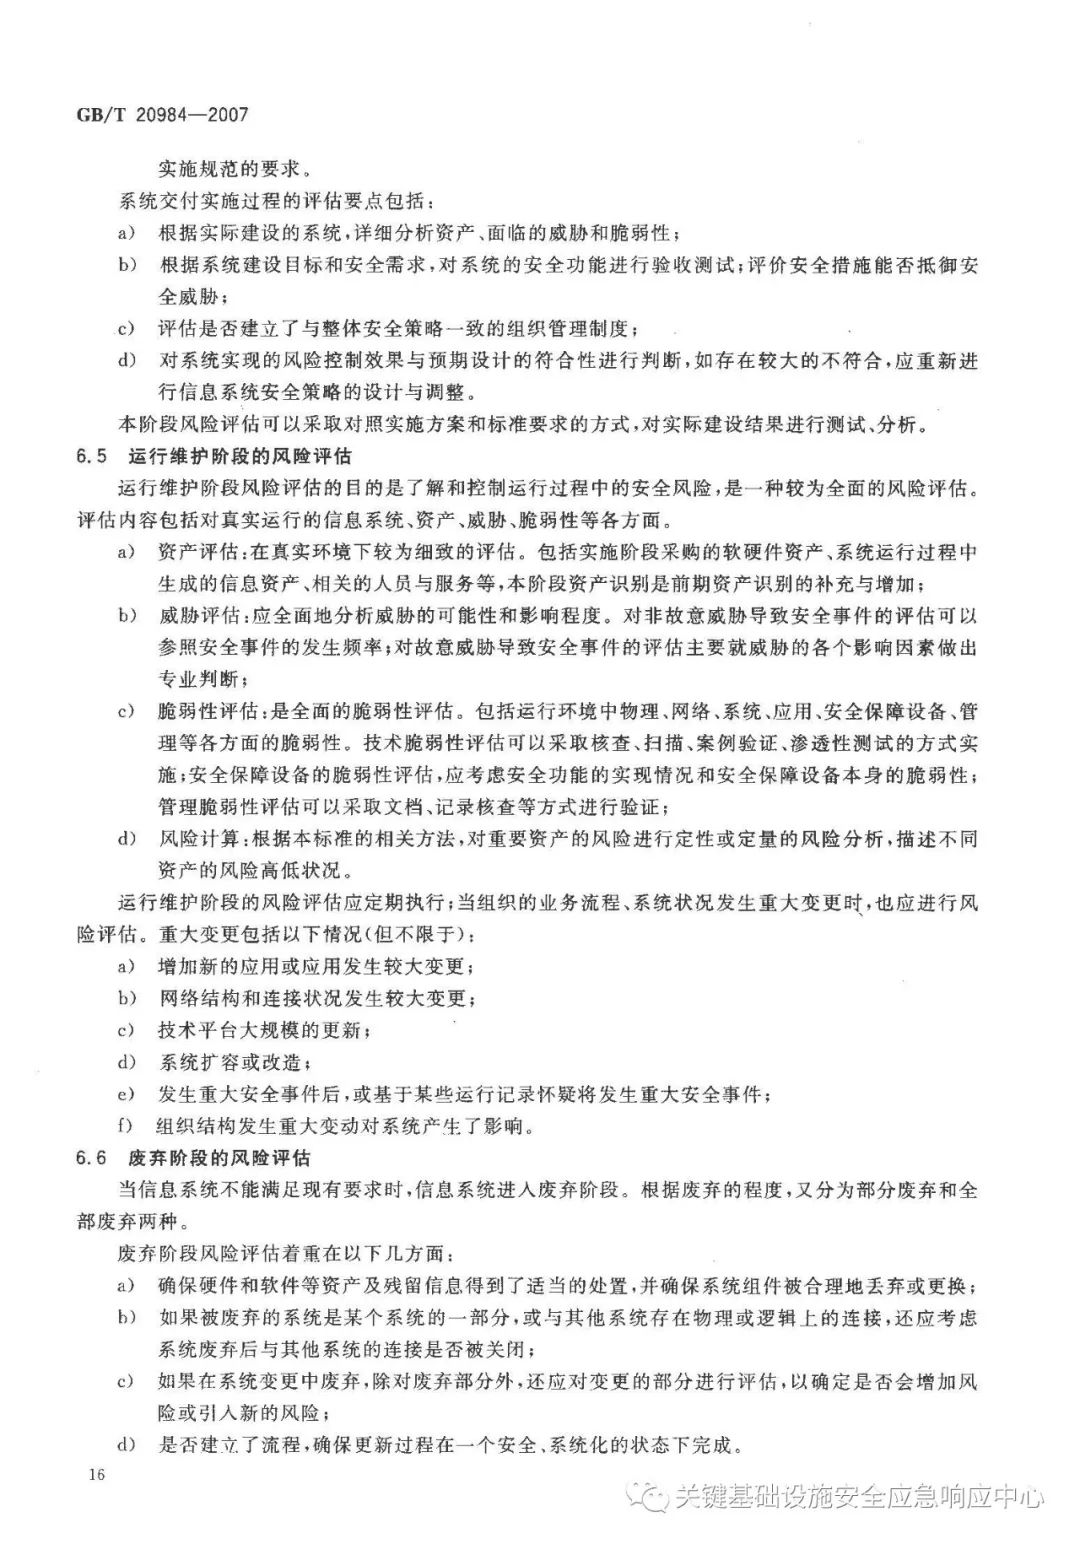 GB/T 20984—2007
实施规范的要求。
系统交付实施过程的评估要点包括：
a) 根据实际建设的系统，详细分析资产、面临的威胁和脆弱性；
b) 根据系统建设目标和安全需求，对系统的安全功能进行验收测试；评价安全措施能否抵御安
全威胁；
c) 评估是否建立了与整体安全策略一致的组织管理制度；
d) 对系统实现的风险控制效果与预期设计的符合性进行判断，如存在较大的不符合，应重新进
行信息系统安全策略的设计与调整。
本阶段风险评估可以采取对照实施方案和标准要求的方式，对实际建设结果进行测试、分析。
6.5 运行维护阶段的风险评估
运行维护阶段风险评估的目的是了解和控制运行过程中的安全风险，是一种较为全面的风险评估。
评估内容包括对真实运行的信息系统、资产、威胁、脆弱性等各方面。
a) 资产评估：在真实环境下较为细致的评估。包括实施阶段采购的软硬件资产、系统运行过程中
生成的信息资产、相关的人员与服务等，本阶段资产识别是前期资产识别的补充与增加；
b) 威胁评估：应全面地分析威胁的可能性和影响程度。对非故意威胁导致安全事件的评估可以
参照安全事件的发生频率；对故意威胁导致安全事件的评估主要就威胁的各个影响因素做出
专业判断；
c) 脆弱性评估：是全面的脆弱性评估。包括运行环境中物理、网络、系统、应用、安全保障设备、管
理等各方面的脆弱性。技术脆弱性评估可以采取核查、扫描、案例验证、渗透性测试的方式实
施；安全保障设备的脆弱性评估，应考虑安全功能的实现情况和安全保障设备本身的脆弱性；
管理脆弱性评估可以采取文档、记录核查等方式进行验证；
d) 风险计算：根据本标准的相关方法，对重要资产的风险进行定性或定量的风险分析，描述不同
资产的风险高低状况。
运行维护阶段的风险评估应定期执行；当组织的业务流程、系统状况发生重大变更时，也应进行风
险评估。重大变更包括以下情况（但不限于）：
a) 增加新的应用或应用发生较大变更；
b) 网络结构和连接状况发生较大变更；
c) 技术平台大规模的更新；
d) 系统扩容或改造；
e) 发生重大安全事件后，或基于某些运行记录怀疑将发生重大安全事件；
f) 组织结构发生重大变动对系统产生了影响。
6.6 废弃阶段的风险评估
当信息系统不能满足现有要求时，信息系统进入废弃阶段。根据废弃的程度，又分为部分废弃和全
部废弃两种。
废弃阶段风险评估着重在以下几方面：
a) 确保硬件和软件等资产及残留信息得到了适当的处置，并确保系统组件被合理地丢弃或更换；
b) 如果被废弃的系统是某个系统的一部分，或与其他系统存在物理或逻辑上的连接，还应考虑
系统废弃后与其他系统的连接是否被关闭；
c) 如果在系统变更中废弃，除对废弃部分外，还应对变更的部分进行评估，以确定是否会增加风
险或引入新的风险；
d) 是否建立了流程，确保更新过程在一个安全、系统化的状态下完成。
16
关键基础设施安全应急响应中心